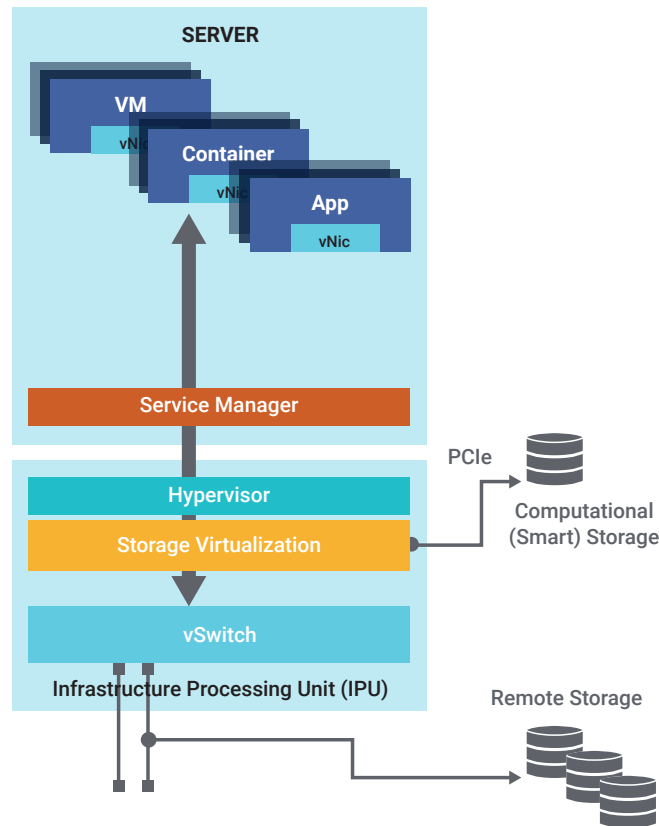 SERVER
VM
vNic
Container
vNic
App
vNic
Service Manager
PCIe
Hypervisor
Computational
(Smart) Storage
Storage Virtualization
vSwitch
Infrastructure Processing Unit (IPU)
Remote Storage